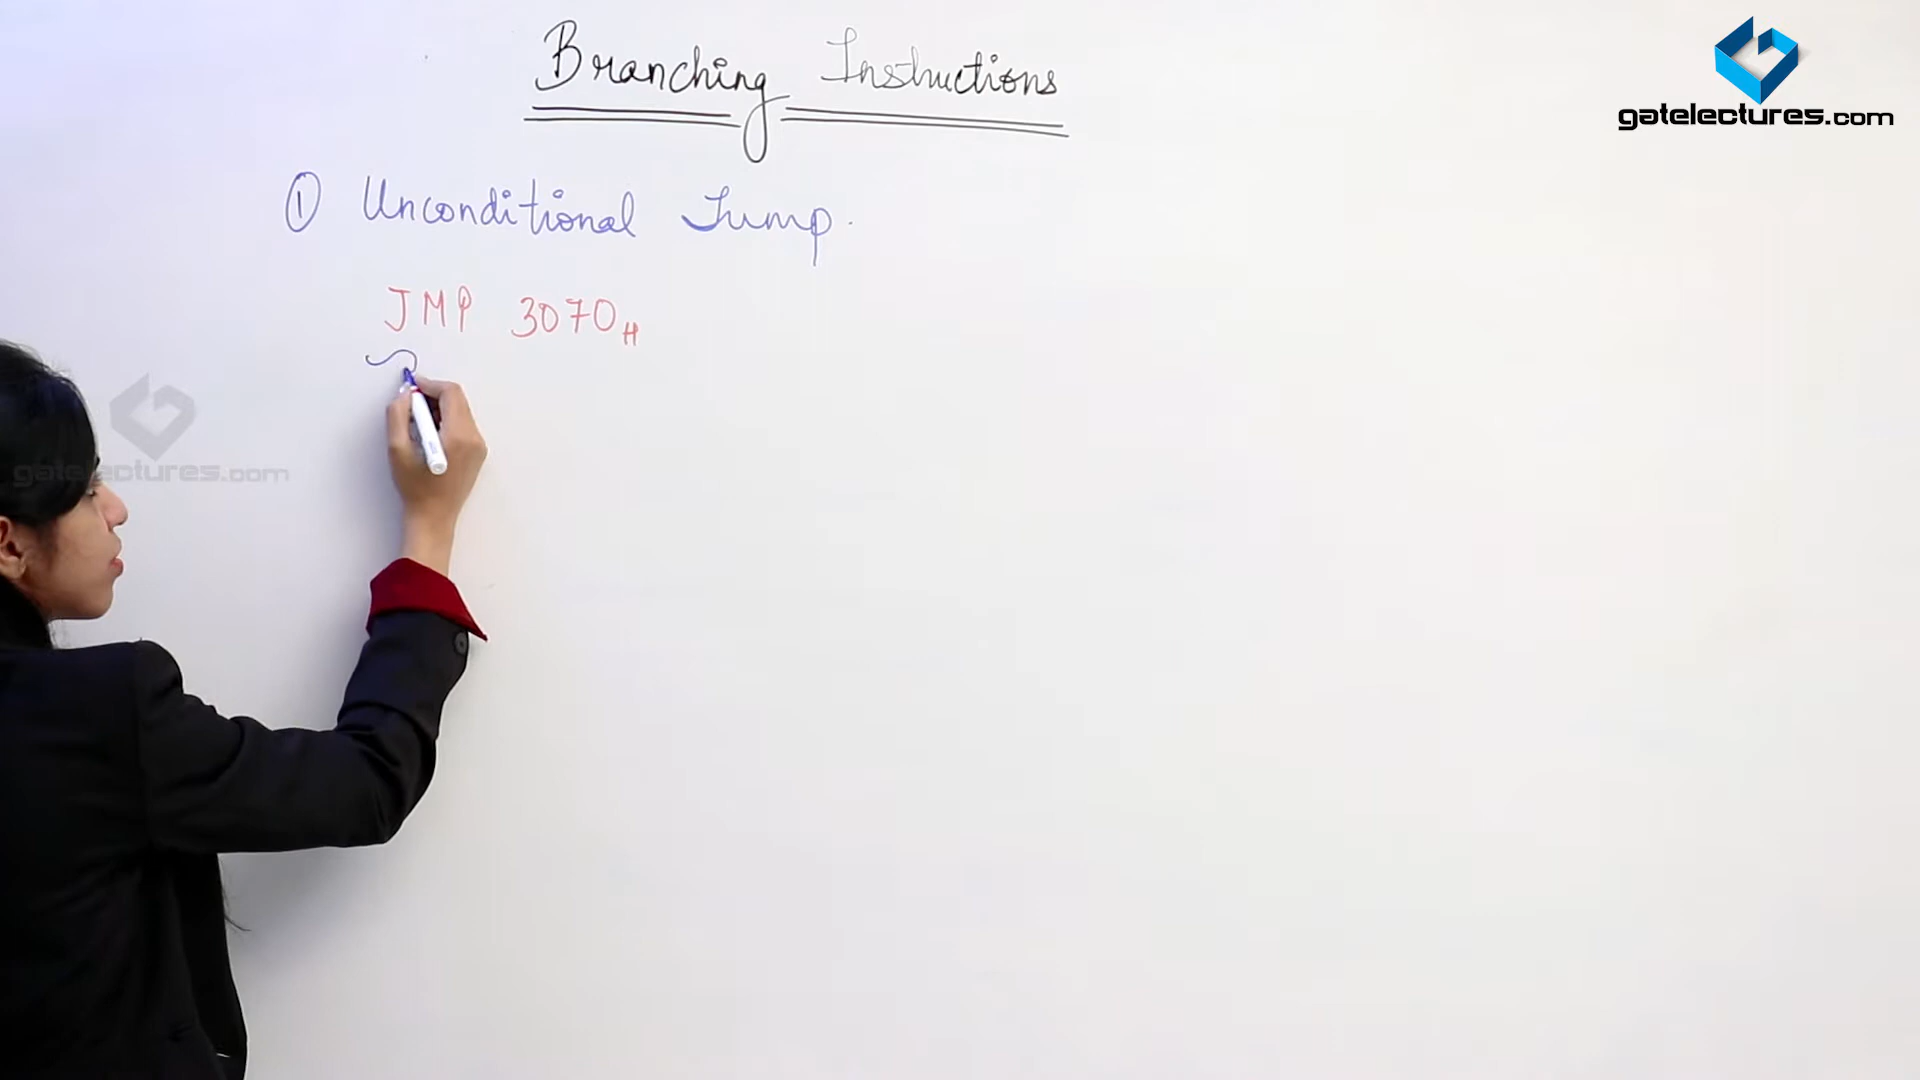 Branching Instructions
gatelectures.com
① Unconditional Jump.
JMP 3070H
gatelectures.com